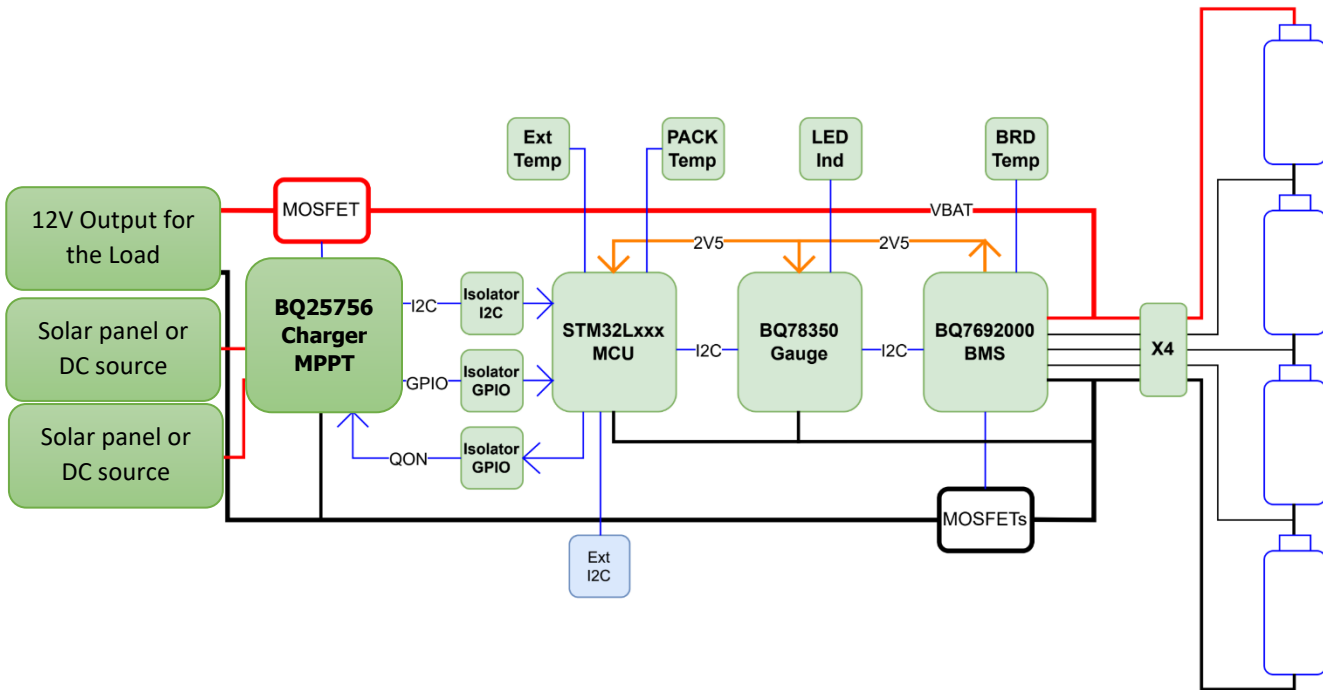 Ext
Temp
PACK
Temp
LED
Ind
BRD
Temp
12V Output for
the Load
MOSFET
VBAT
2V5
2V5
BQ25756
Charger
MPPT
I2C
Isolator
I2C
STM32Lxxx
MCU
I2C
BQ78350
Gauge
I2C
BQ7692000
BMS
X4
Solar panel or
DC source
GPIO
Isolator
GPIO
Solar panel or
DC source
QON
Isolator
GPIO
MOSFETs
Ext
I2C